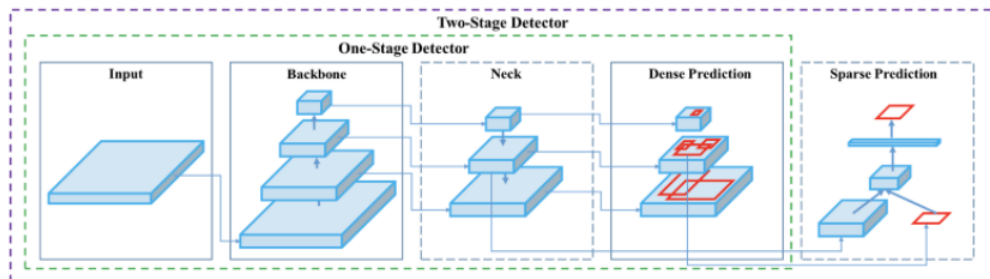 Two-Stage Detector
One-Stage Detector
Input
Backbone
Neck
Dense Prediction
Sparse Prediction